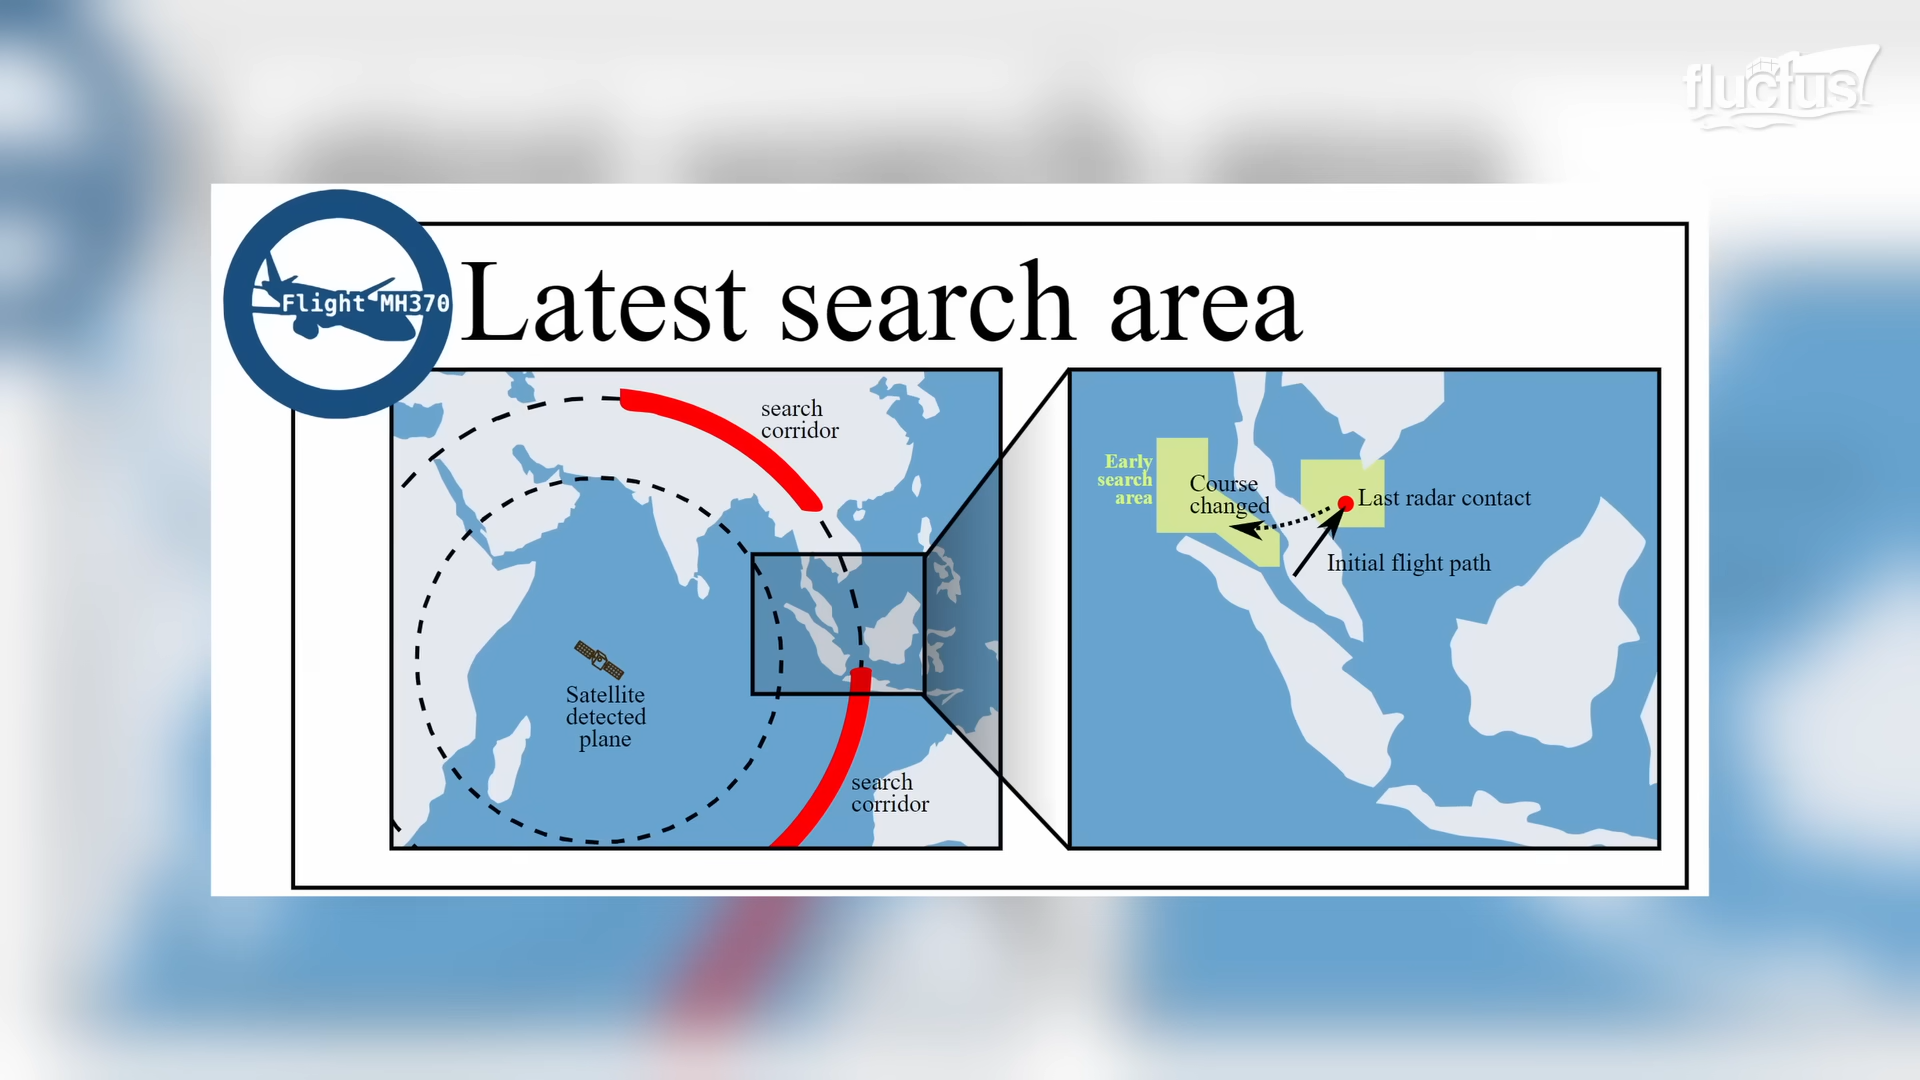 fluctus
Flight MH370
Latest search area
search
corridor
Satellite
detected
plane
search
corridor
Early
search
area
Course
changed
Last radar contact
Initial flight path